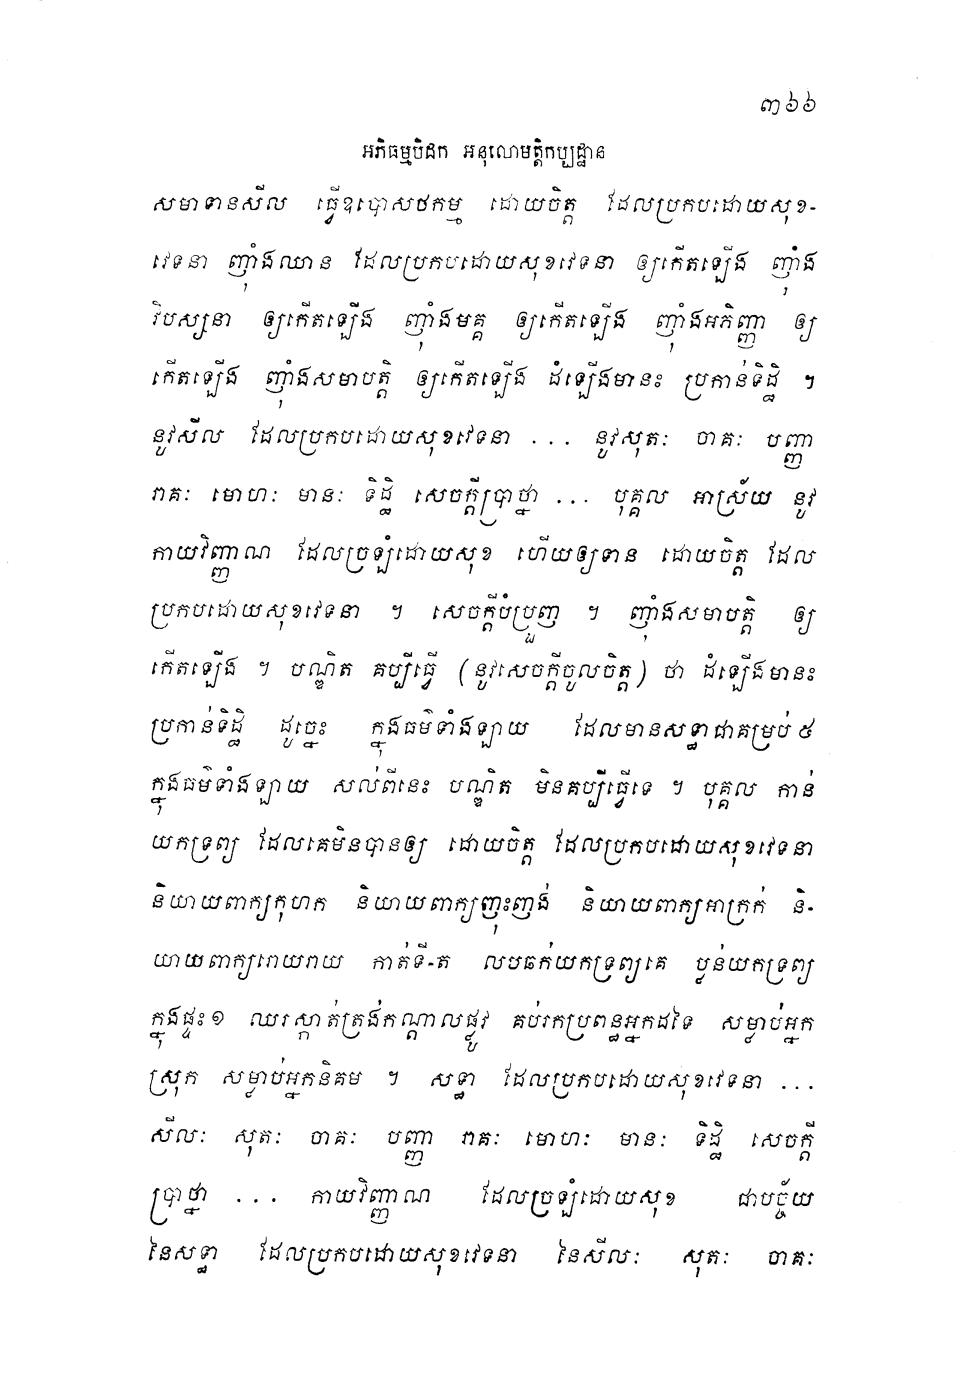 ៣៦៦
អភិធម្មបិដក អនុលោមត្តិកប្បដ្ឋាន
សមាទានសីល ធ្វើឧបោសថកម្ម ដោយចិត្ត ដែលប្រកបដោយសុខ-
វេទនា ញ៉ាំងឈាន ដែលប្រកបដោយសុខវេទនា ឲ្យកើតឡើង ញ៉ាំង
វិបស្សនា ឲ្យកើតឡើង ញ៉ាំងមគ្គ ឲ្យកើតឡើង ញ៉ាំងអភិញ្ញា ឲ្យ
កើតឡើង ញ៉ាំងសមាបត្តិ ឲ្យកើតឡើង ដំឡើងមានះ ប្រកាន់ទិដ្ឋិ ។
នូវសីល ដែលប្រកបដោយសុខវេទនា ... នូវសុតៈ ចាគៈ បញ្ញា
រាគៈ មោហៈ មានៈ ទិដ្ឋិ សេចក្តីប្រាថ្នា ... បុគ្គល អាស្រ័យ នូវ
កាយវិញ្ញាណ ដែលច្រឡំដោយសុខ ហើយឲ្យទាន ដោយចិត្ត ដែល
ប្រកបដោយសុខវេទនា ។ សេចក្តីបំប្រួញ ។ ញ៉ាំងសមាបត្តិ ឲ្យ
កើតឡើង ។ បណ្ឌិត គប្បីធ្វើ (នូវសេចក្តីចូលចិត្ត) ថា ដំឡើងមានះ
ប្រកាន់ទិដ្ឋិ ដូច្នេះ ក្នុងធម៌ទាំងឡាយ ដែលមានសទ្ធាជាគម្រប់ ៥
ក្នុងធម៌ទាំងឡាយ សល់ពីនេះ បណ្ឌិត មិនគប្បីធ្វើទេ ។ បុគ្គល កាន់
យកទ្រព្យ ដែលគេមិនបានឲ្យ ដោយចិត្ត ដែលប្រកបដោយសុខវេទនា
និយាយពាក្យកុហក និយាយពាក្យញុះញង់ និយាយពាក្យអាក្រក់ និ-
យាយពាក្យរោយរាយ កាត់ទី-ត លបធក់យកទ្រព្យគេ ប្លន់យកទ្រព្យ
ក្នុងផ្ទះ១ ឈរស្កាត់ត្រង់កណ្តាលផ្លូវ គប់រកប្រពន្ធអ្នកដទៃ សម្លាប់អ្នក
ស្រុក សម្លាប់អ្នកនិគម ។ សទ្ធា ដែលប្រកបដោយសុខវេទនា ...
សីលៈ សុតៈ ចាគៈ បញ្ញា រាគៈ មោហៈ មានៈ ទិដ្ឋិ សេចក្តី
ប្រាថ្នា ... កាយវិញ្ញាណ ដែលច្រឡំដោយសុខ ជាបច្ច័យ
នៃសទ្ធា ដែលប្រកបដោយសុខវេទនា នៃសីលៈ សុតៈ ចាគៈ